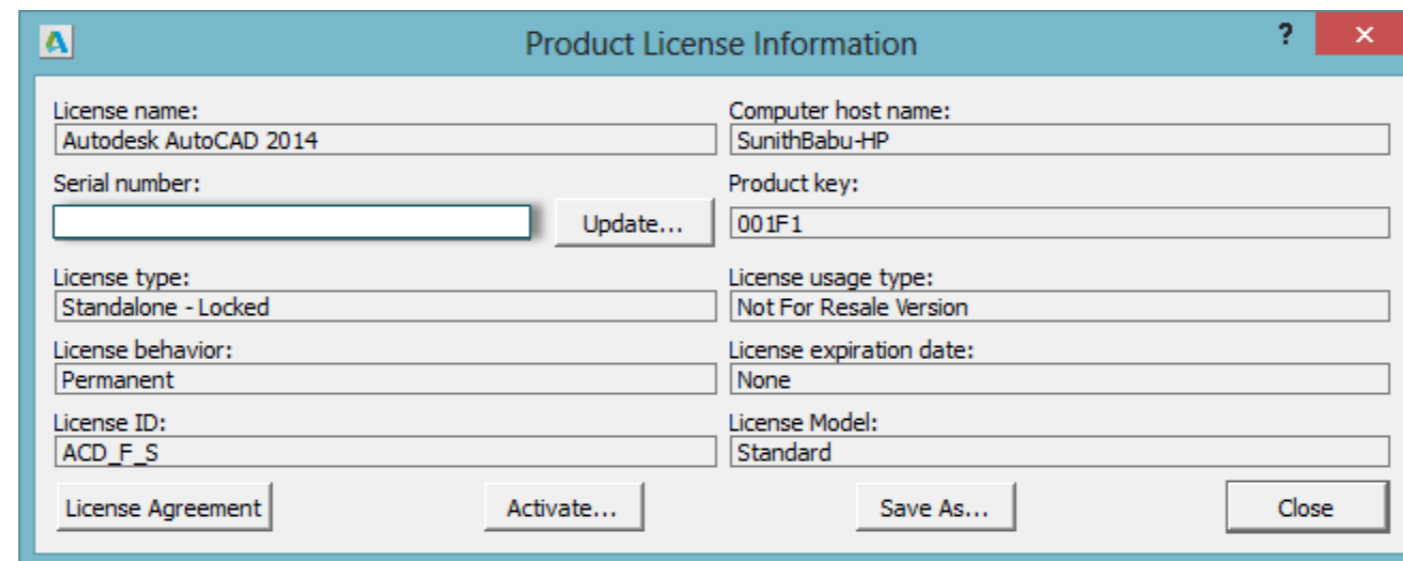 Product License Information
?
License name:
Computer host name:
Autodesk AutoCAD 2014
SunithBabu-HP
Serial number:
Product key:
Update...
001F1
License type:
License usage type:
Standalone - Locked
Not For Resale Version
License behavior:
License expiration date:
Permanent
None
License ID:
License Model:
ACD_F_S
Standard
License Agreement
Activate...
Save As...
Close